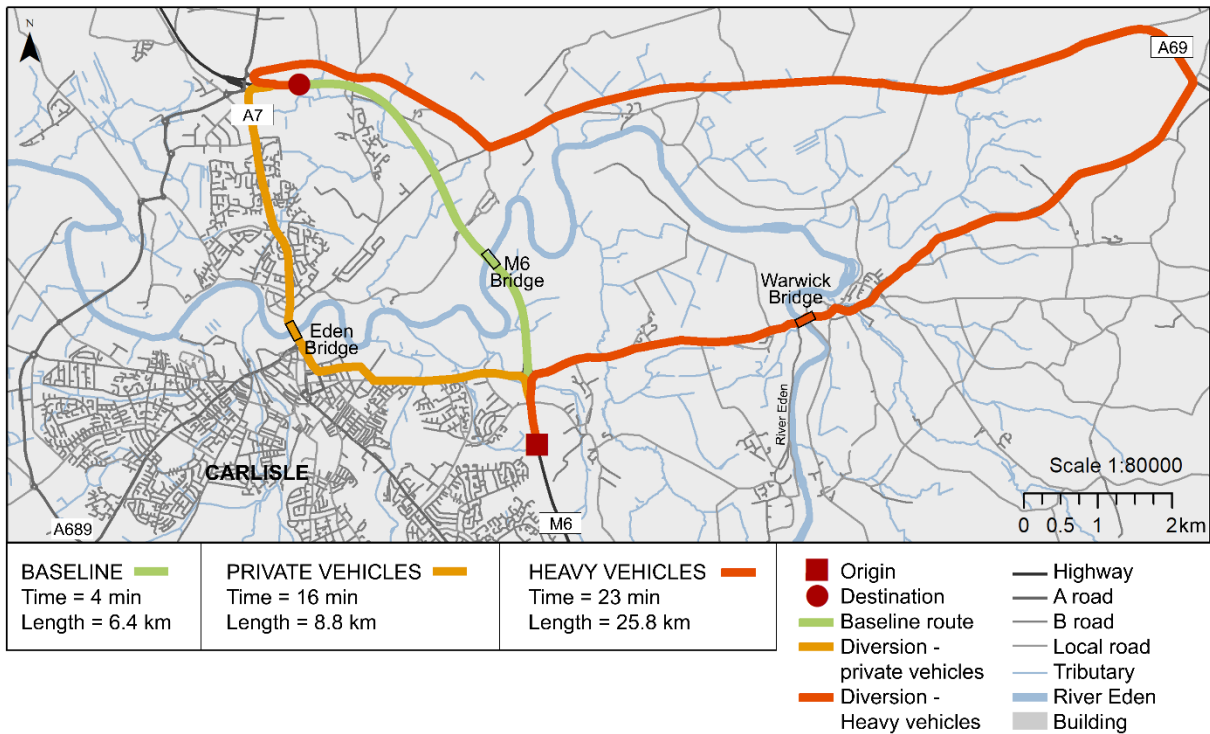 N
A69
A7
M6
Bridge
Warwick
Bridge
Eden
Bridge
River Eden
CARLISLE
Scale 1:80000
0 0.5 1 2km
A689
M6
BASELINE
Time = 4 min
Length = 6.4 km
PRIVATE VEHICLES
Time = 16 min
Length = 8.8 km
HEAVY VEHICLES
Time = 23 min
Length = 25.8 km
Origin
Destination
Baseline route
Diversion -
private vehicles
Diversion -
Heavy vehicles
Highway
A road
B road
Local road
Tributary
River Eden
Building